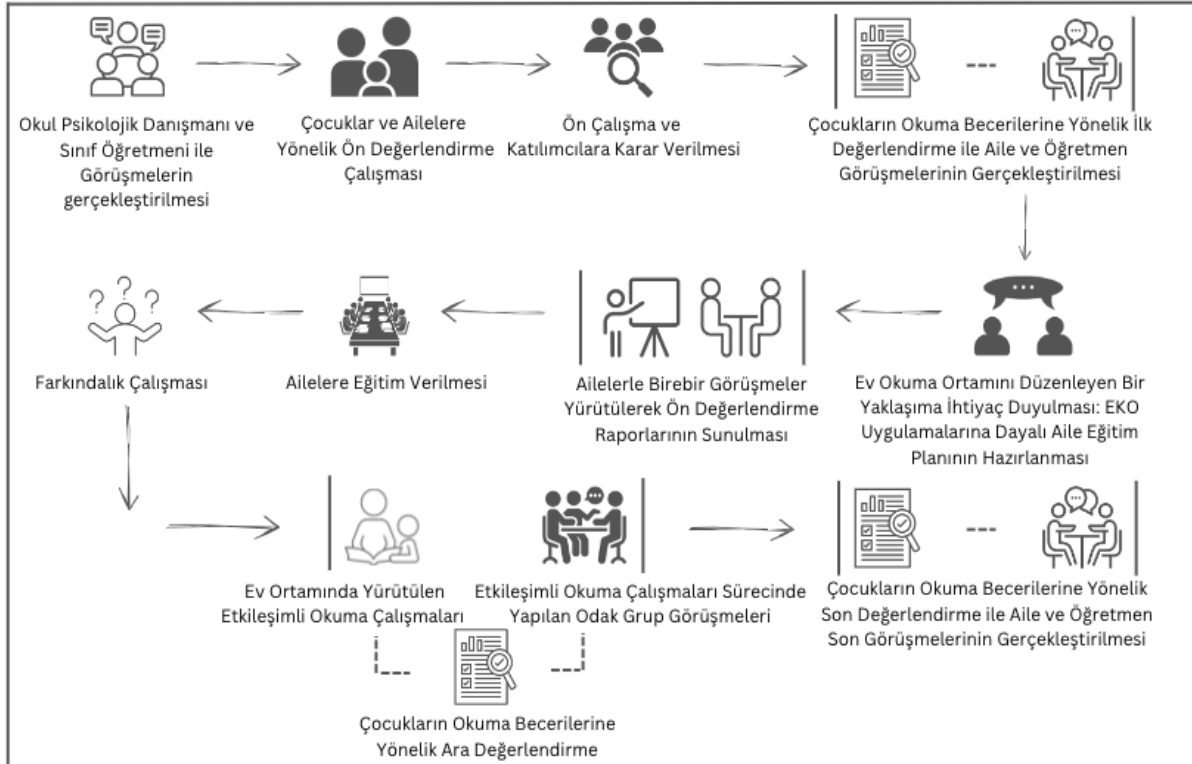 Okul Psikolojik Danışmanı ve
Sınıf Öğretmeni ile
Görüşmelerin
gerçekleştirilmesi
Çocuklar ve Ailelere
Yönelik Ön Değerlendirme
Çalışması
Ön Çalışma ve
Katılımcılara Karar Verilmesi
Çocukların Okuma Becerilerine Yönelik İlk
Değerlendirme ile Aile ve Öğretmen
Görüşmelerinin Gerçekleştirilmesi
Ev Okuma Ortamını Düzenleyen Bir
Yaklaşıma İhtiyaç Duyulması: EKO
Uygulamalarına Dayalı Aile Eğitim
Planının Hazırlanması
Ailelerle Birebir Görüşmeler
Yürütülerek Ön Değerlendirme
Raporlarının Sunulması
Ailelere Eğitim Verilmesi
Farkındalık Çalışması
Ev Ortamında Yürütülen
Etkileşimli Okuma Çalışmaları
Etkileşimli Okuma Çalışmaları Sürecinde
Yapılan Odak Grup Görüşmeleri
Çocukların Okuma Becerilerine
Yönelik Ara Değerlendirme
Çocukların Okuma Becerilerine Yönelik
Son Değerlendirme ile Aile ve Öğretmen
Son Görüşmelerinin Gerçekleştirilmesi